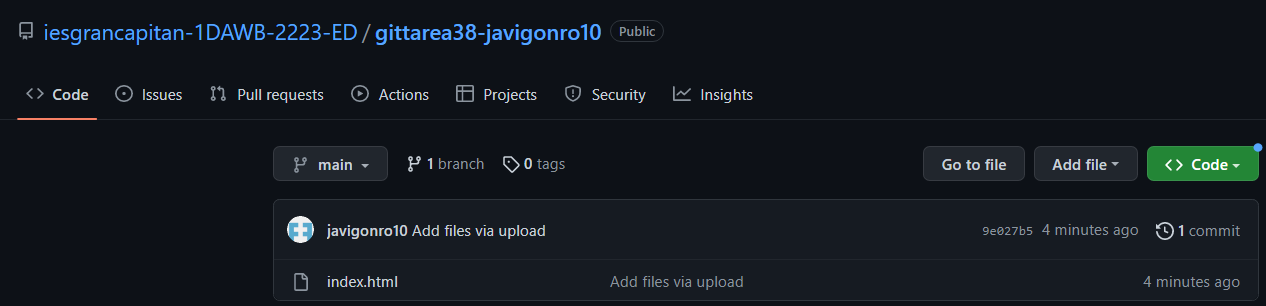 iesgrancapitan-1DAWB-2223-ED / gittarea38-javigonro10 Public
Code Issues Pull requests Actions Projects Security Insights
main 1 branch 0 tags Go to file Add file Code
javigonro10 Add files via upload 9e027b5 4 minutes ago 1 commit
index.html Add files via upload 4 minutes ago